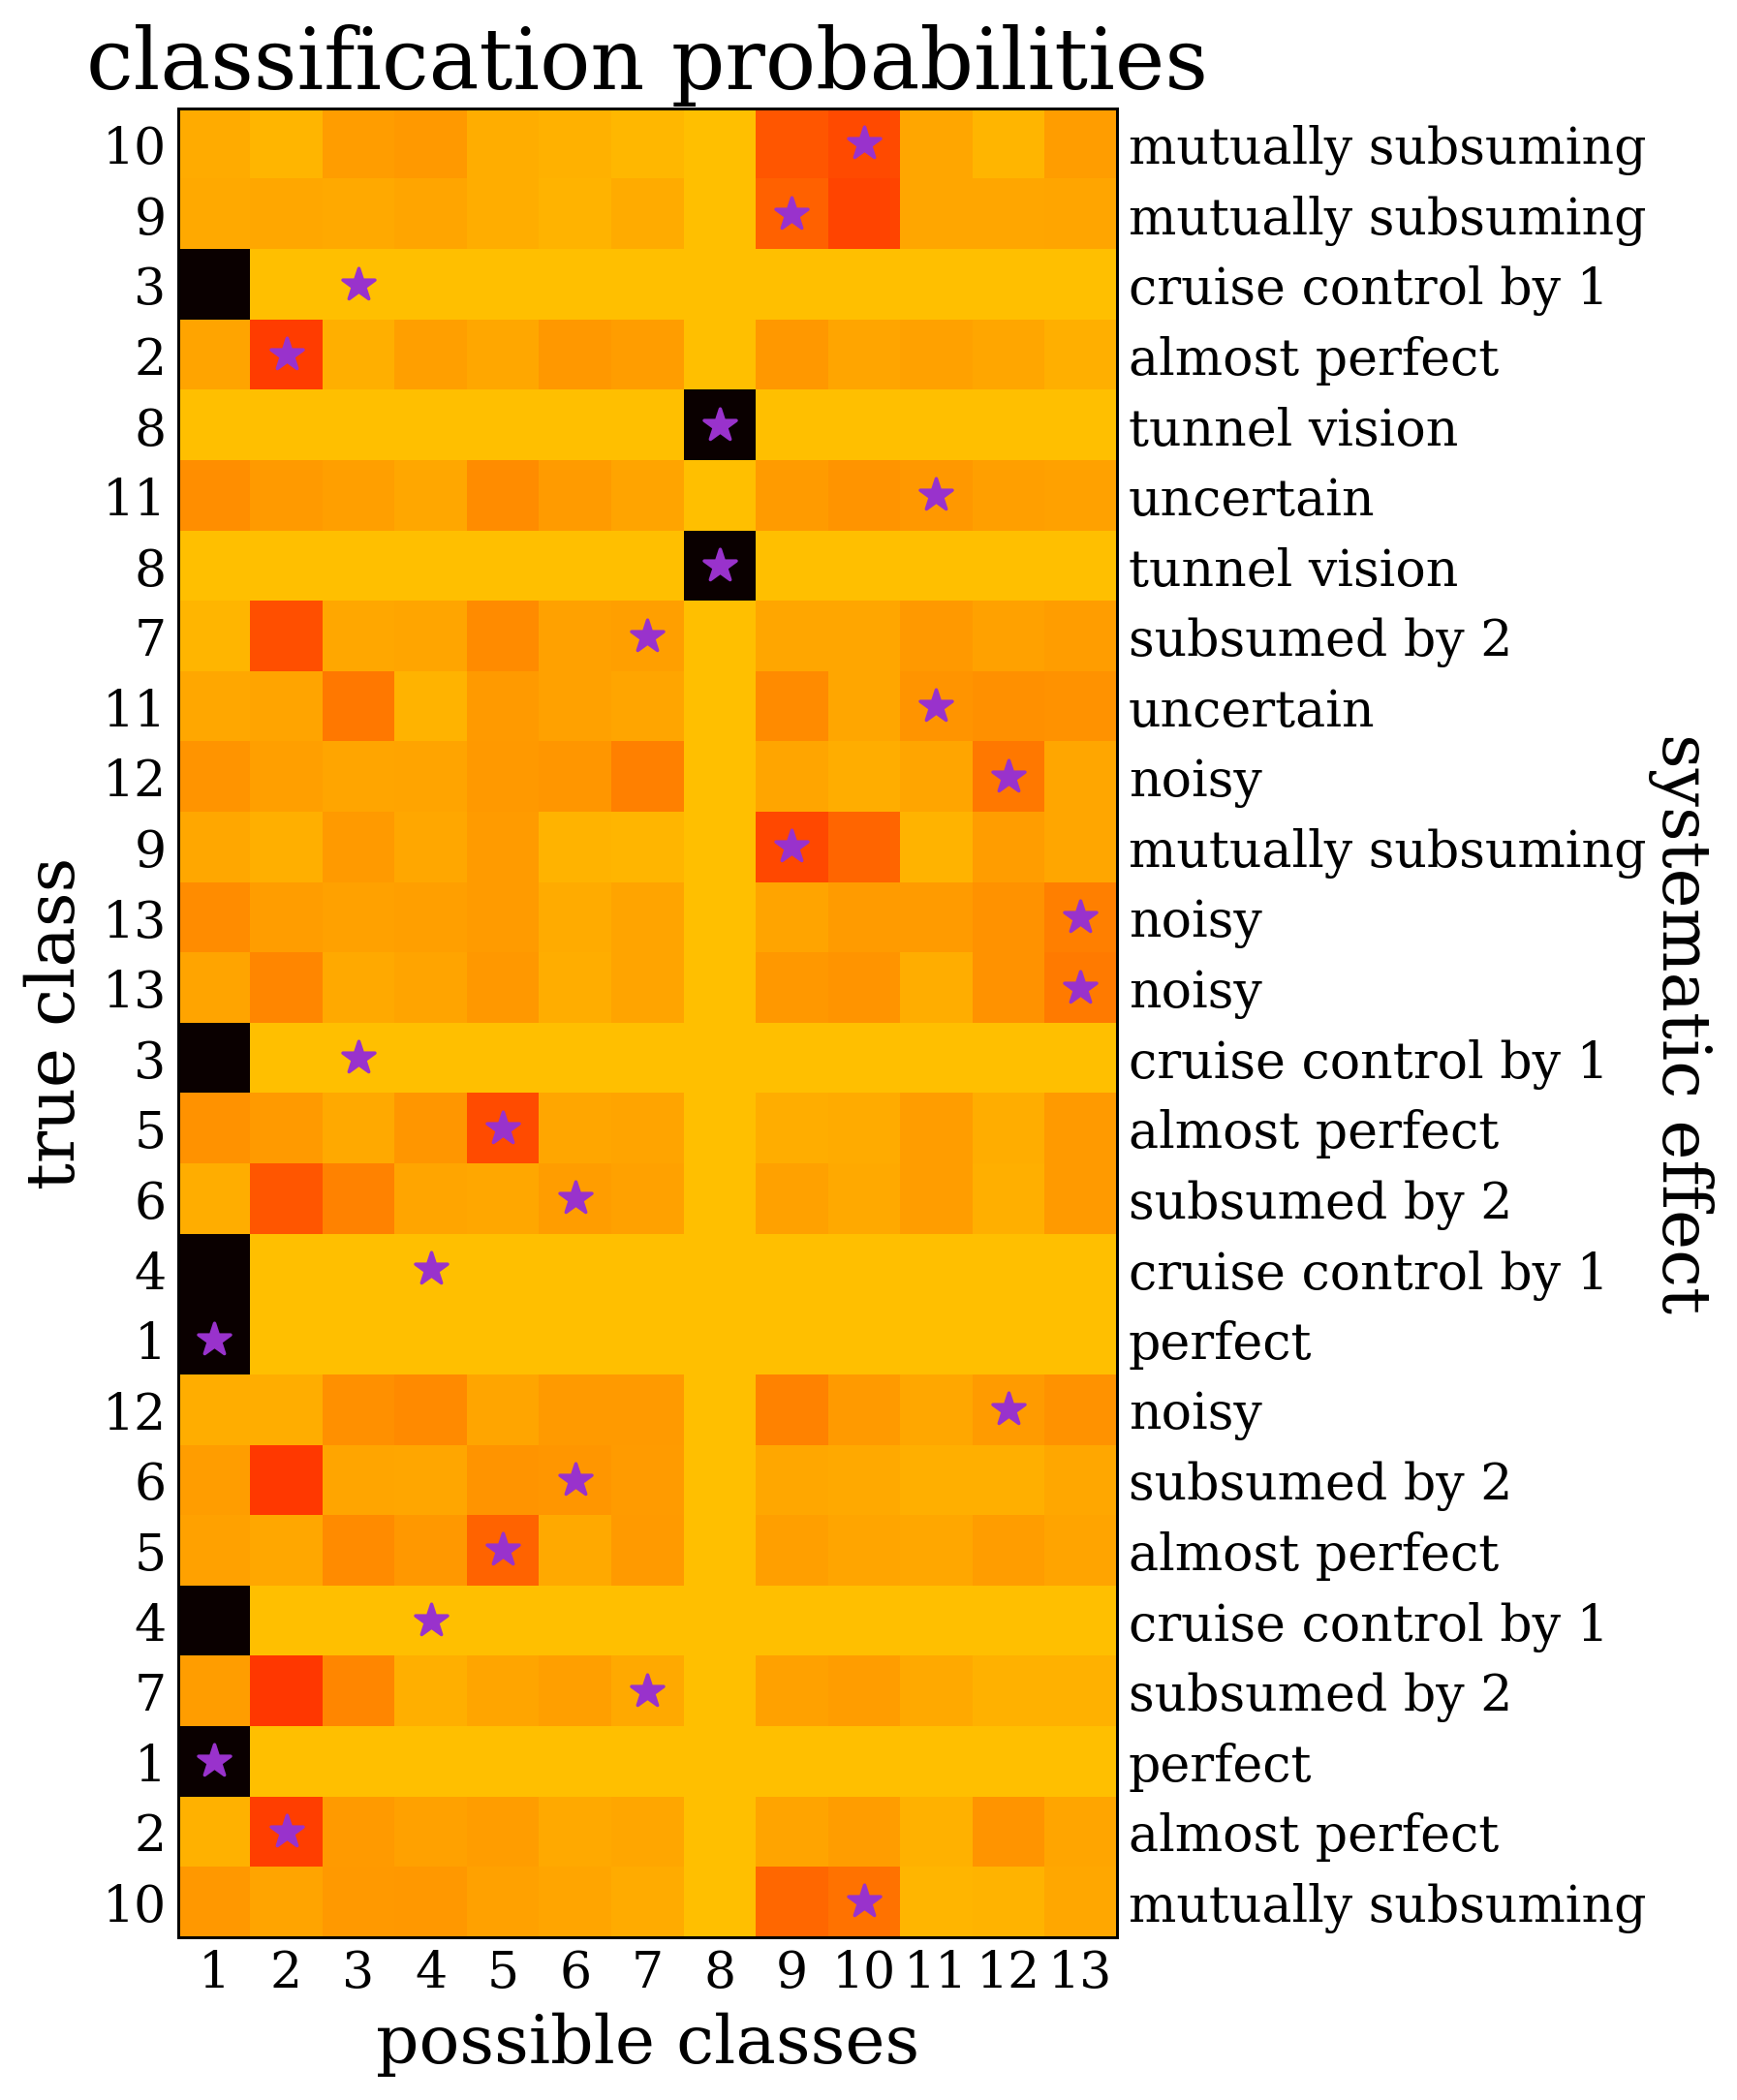 classification probabilities
10 mutually subsuming
9 mutually subsuming
3 cruise control by 1
2 almost perfect
8 tunnel vision
11 uncertain
8 tunnel vision
7 subsumed by 2
11 uncertain
12 noisy
9 mutually subsuming
13 noisy
13 noisy
3 cruise control by 1
5 almost perfect
6 subsumed by 2
4 cruise control by 1
1 perfect
12 noisy
6 subsumed by 2
5 almost perfect
4 cruise control by 1
7 subsumed by 2
1 perfect
2 almost perfect
10 mutually subsuming
1 2 3 4 5 6 7 8 9 10 11 12 13
possible classes
true class
systematic effect